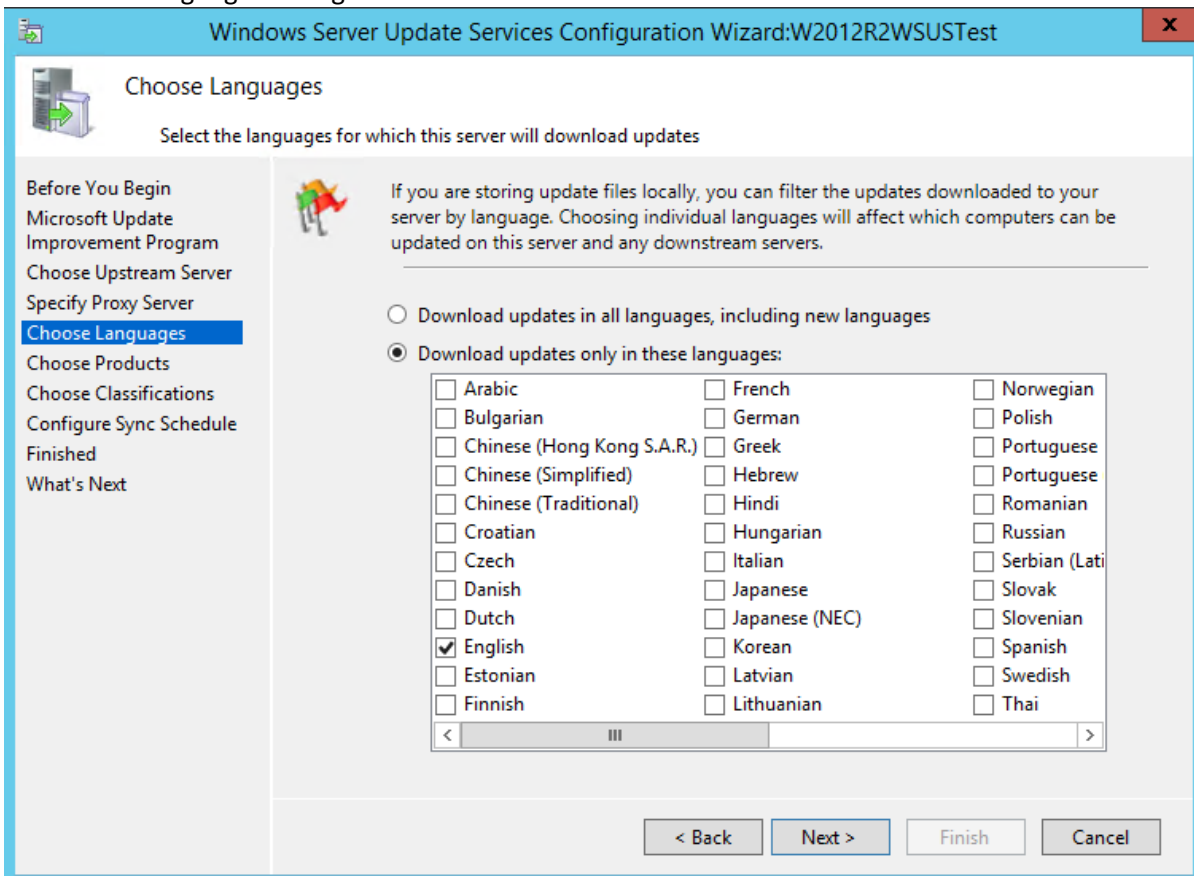 Windows Server Update Services Configuration Wizard:W2012R2WSUSTest
x
Choose Languages
Select the languages for which this server will download updates
Before You Begin
Microsoft Update
Improvement Program
Choose Upstream Server
Specify Proxy Server
Choose Languages
Choose Products
Choose Classifications
Configure Sync Schedule
Finished
What's Next
If you are storing update files locally, you can filter the updates downloaded to your
server by language. Choosing individual languages will affect which computers can be
updated on this server and any downstream servers.
Download updates in all languages, including new languages
Download updates only in these languages:
Arabic
Bulgarian
Chinese (Hong Kong S.A.R.)
Chinese (Simplified)
Chinese (Traditional)
Croatian
Czech
Danish
Dutch
English
Estonian
Finnish
French
German
Greek
Hebrew
Hindi
Hungarian
Italian
Japanese
Japanese (NEC)
Korean
Latvian
Lithuanian
Norwegian
Polish
Portuguese
Portuguese
Romanian
Russian
Serbian (Lati
Slovak
Slovenian
Spanish
Swedish
Thai
< Back
Next >
Finish
Cancel